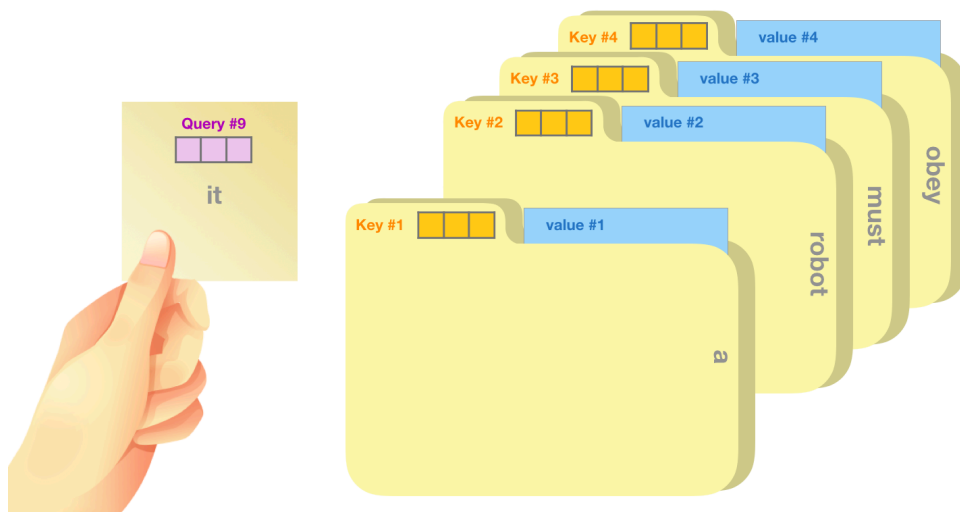 Query #9
it
Key #4
value #4
Key #3
value #3
Key #2
value #2
Key #1
value #1
obey
must
robot
a